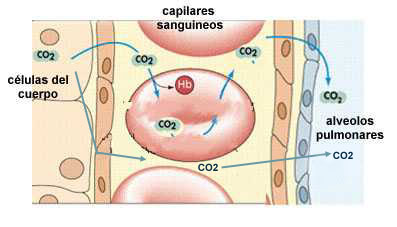 capilares
sanguineos
CO2
CO2
CO2
células del
cuerpo
Hb
CO2
CO2
alveolos
pulmonares
CO2
CO2